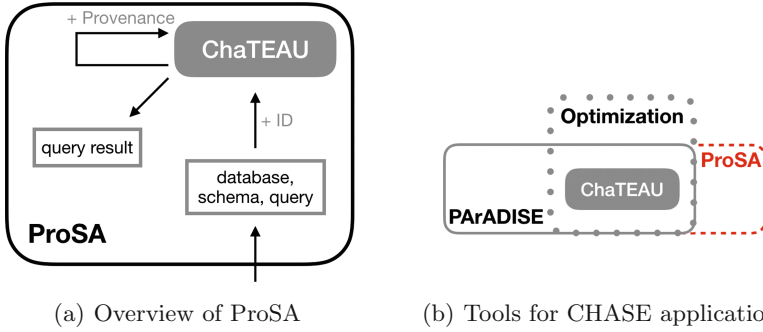 + Provenance
ChaTEAU
+ ID
query result
database,
schema, query
ProSA
(a) Overview of ProSA
Optimization
ProSA
ChaTEAU
PArADISE
(b) Tools for CHASE applicatio